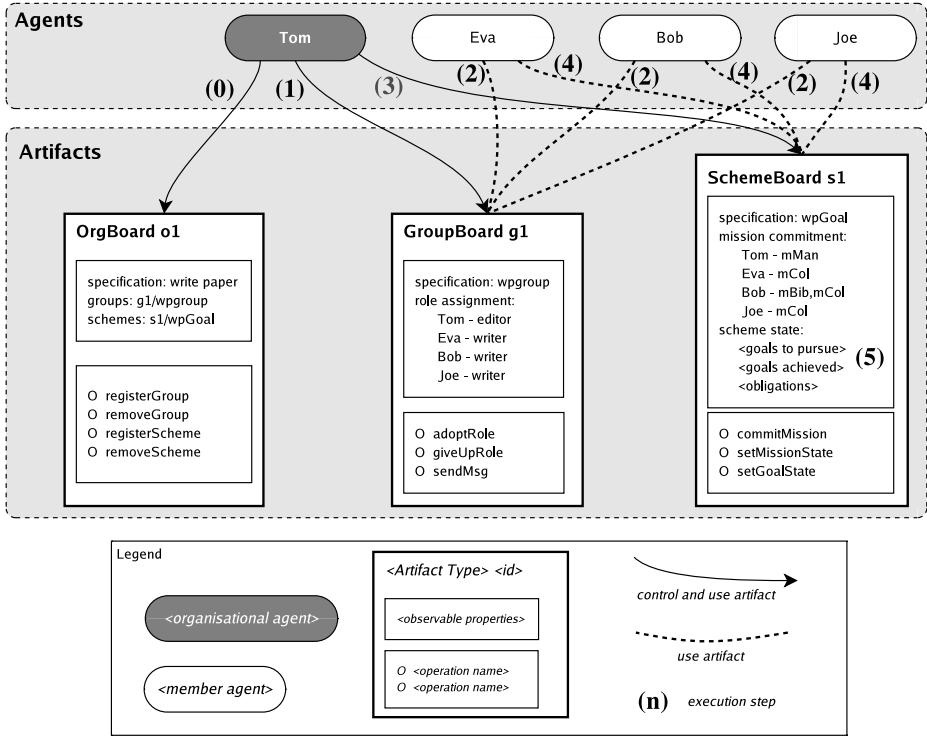 Agents
Tom
Eva
Bob
Joe
(0)
(1)
(3)
(2)
(4)
(2)
(4)
(2)
(4)
Artifacts
OrgBoard o1
specification: write paper
groups: g1/wpgroup
schemes: s1/wpGoal
O registerGroup
O removeGroup
O registerScheme
O removeScheme
GroupBoard g1
specification: wpgroup
role assignment:
Tom - editor
Eva - writer
Bob - writer
Joe - writer
O adoptRole
O giveUpRole
O sendMsg
SchemeBoard s1
specification: wpGoal
mission commitment:
Tom - mMan
Eva - mCol
Bob - mBib,mCol
Joe - mCol
scheme state:
<goals to pursue>
<goals achieved>
<obligations>
(5)
O commitMission
O setMissionState
O setGoalState
Legend
<organisational agent>
<member agent>
<Artifact Type> <id>
<observable properties>
O <operation name>
O <operation name>
control and use artifact
use artifact
(n) execution step